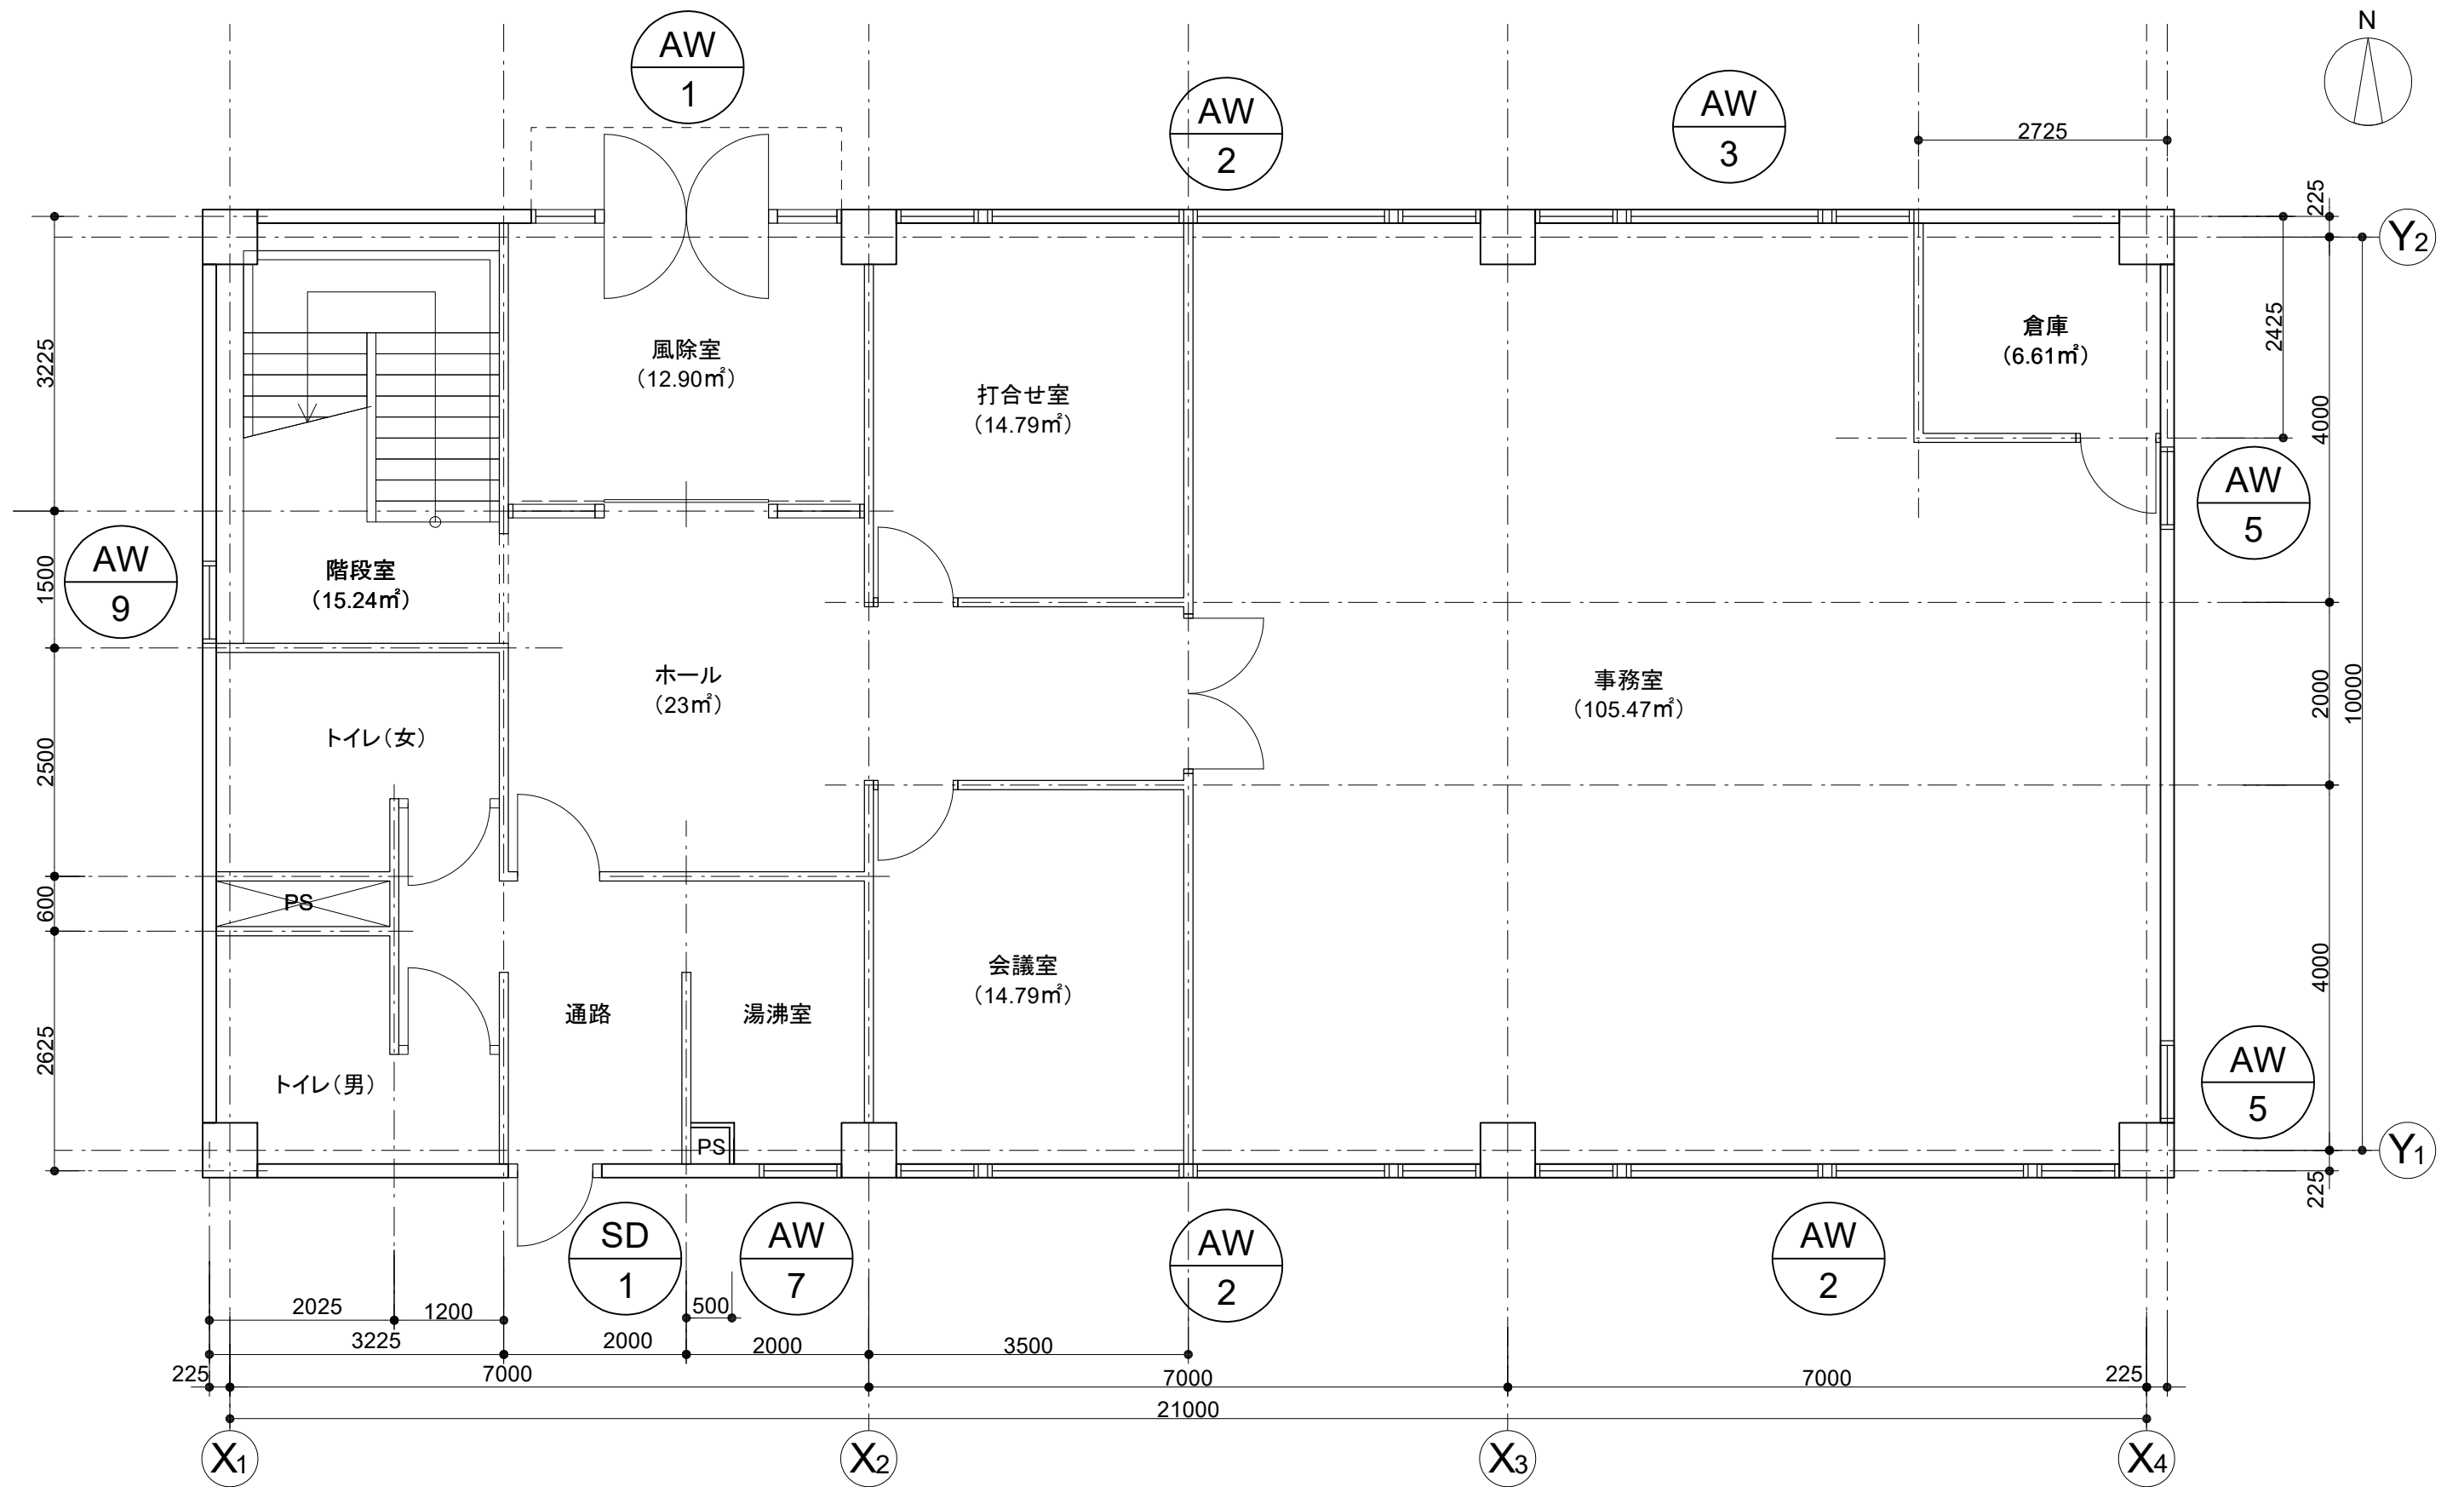 AW
1
AW
2
AW
3
N
2725
225
Y2
風除室
（12.90㎡）
打合せ室
（14.79㎡）
倉庫
（6.61㎡）
2425
3225
4000
AW
5
AW
9
1500
階段室
（15.24㎡）
ホール
（23㎡）
事務室
（105.47㎡）
2000
10000
トイレ（女）
2500
PS
600
会議室
（14.79㎡）
通路
湯沸室
4000
2625
トイレ（男）
AW
5
PS
Y1
225
SD
1
AW
7
AW
2
AW
2
2025
1200
500
3225
2000
2000
3500
225
7000
7000
7000
225
21000
X1
X2
X3
X4